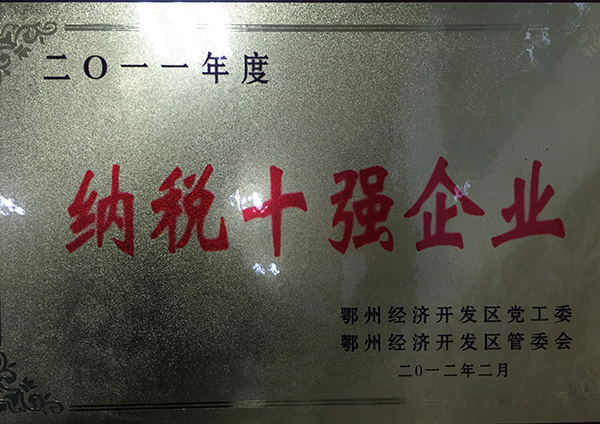 二〇一一年度
纳税十强企业
鄂州经济开发区党工委
鄂州经济开发区管委会
二〇一二年二月